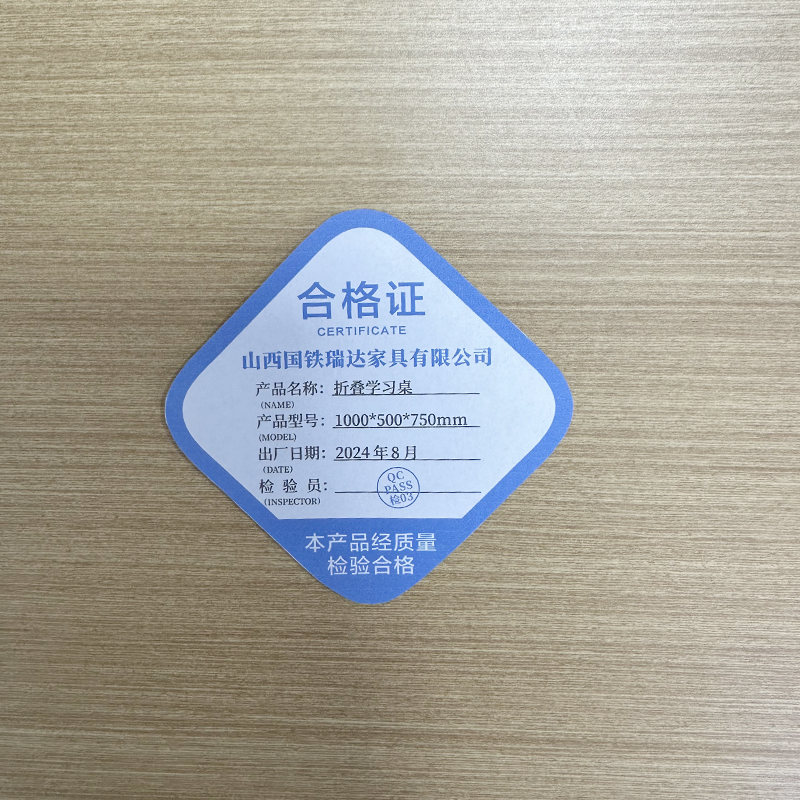 合格证
CERTIFICATE
山西国铁瑞达家具有限公司
产品名称：折叠学习桌
(NAME)
产品型号：1000*500*750mm
(MODEL)
出厂日期：2024年8月
(DATE)
检 验 员：
(INSPECTOR)
QC
PASS
检03
本产品经质量
检验合格